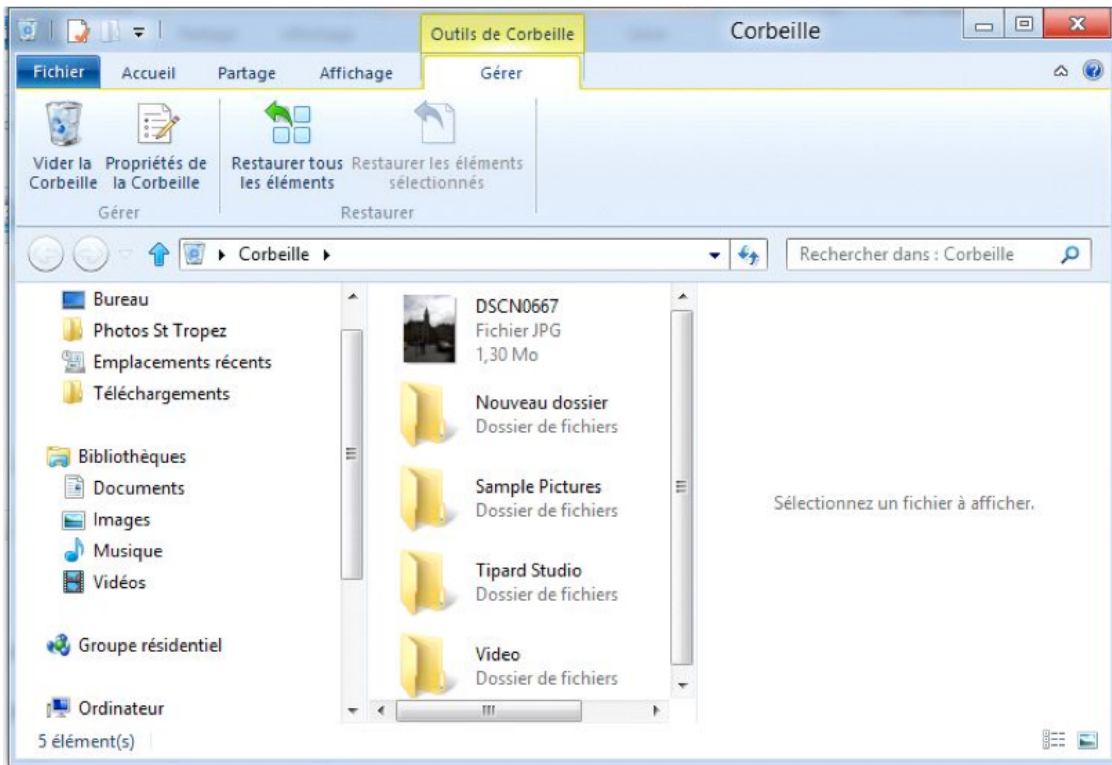 Outils de Corbeille
Corbeille
Fichier
Accueil
Partage
Affichage
Gérer
Vider la
Corbeille
Propriétés de
la Corbeille
Restaurer tous
les éléments
Restaurer les éléments
sélectionnés
Gérer
Restaurer
Corbeille
Rechercher dans : Corbeille
Bureau
Photos St Tropez
Emplacements récents
Téléchargements
Bibliothèques
Documents
Images
Musique
Vidéos
Groupe résidentiel
Ordinateur
DSCN0667
Fichier JPG
1,30 Mo
Nouveau dossier
Dossier de fichiers
Sample Pictures
Dossier de fichiers
Tipard Studio
Dossier de fichiers
Video
Dossier de fichiers
Sélectionnez un fichier à afficher.
5 élément(s)